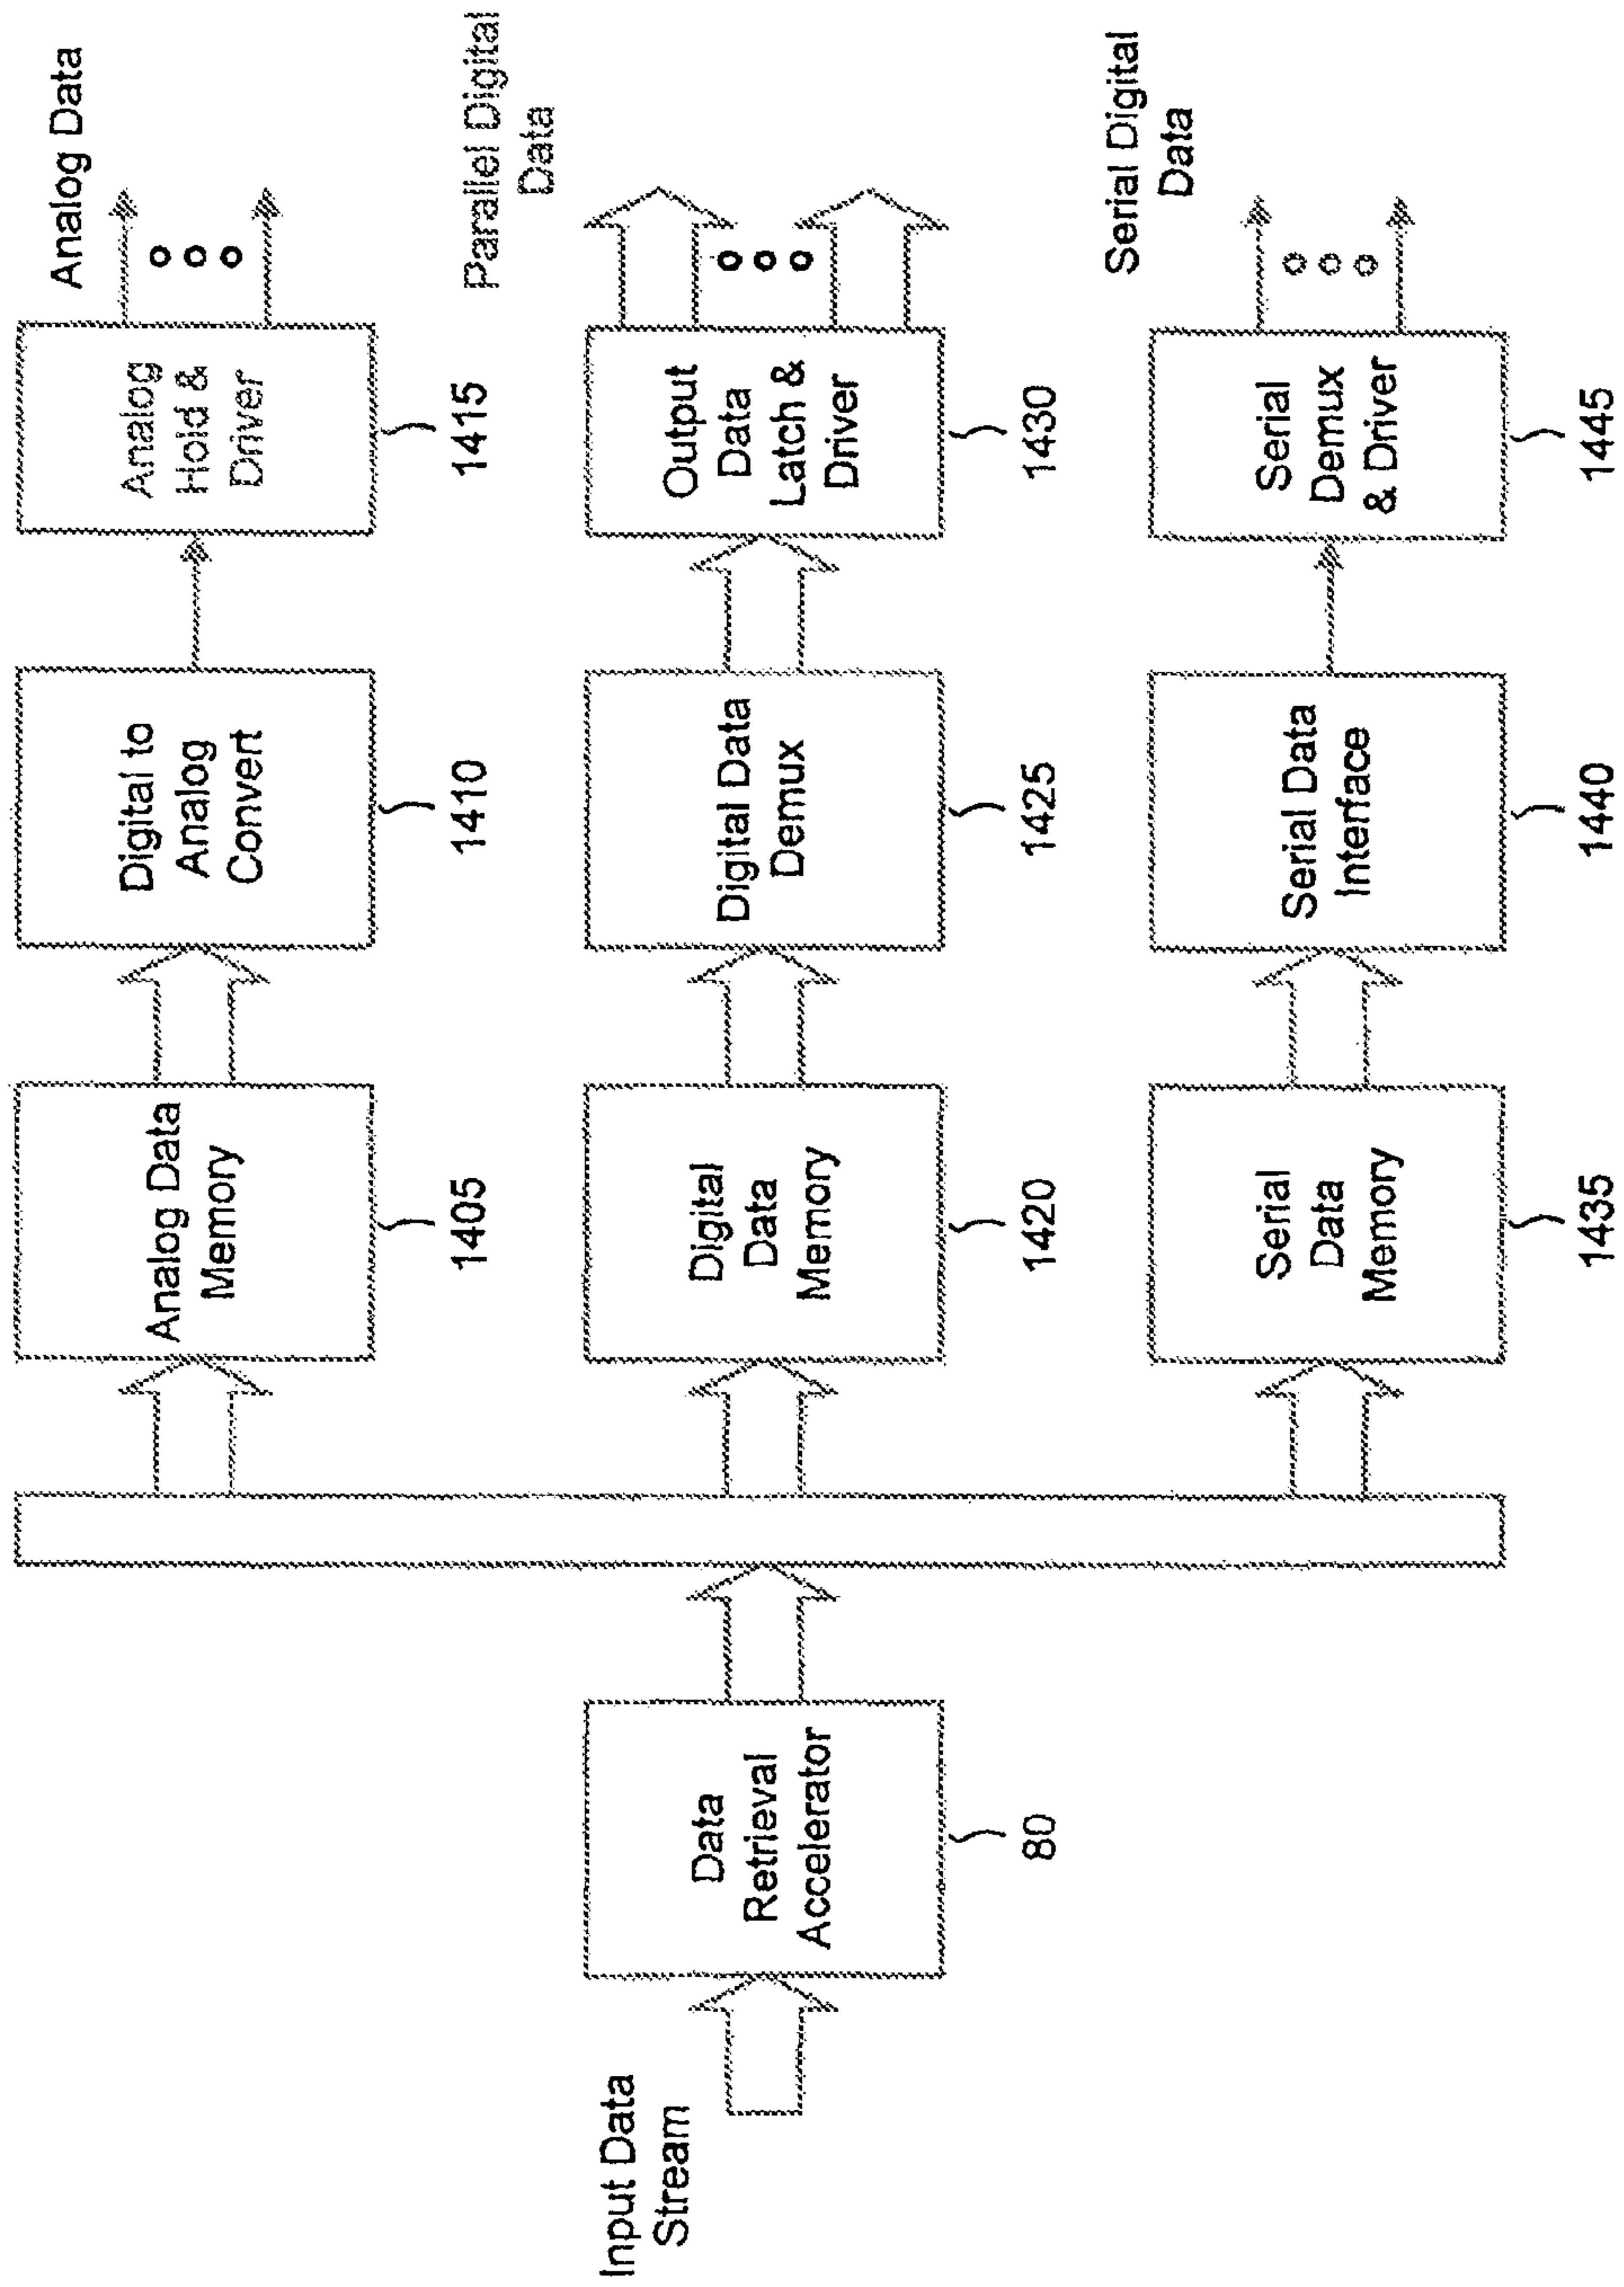 Input Data
Stream
Data
Retrieval
Accelerator
80
Analog Data
Memory
1405
Digital to
Analog
Convert
1410
Analog
Hold &
Driver
1415
Analog Data
Digital
Data
Memory
1420
Digital Data
Demux
1425
Output
Data
Latch &
Driver
1430
Parallel Digital
Data
Serial
Data
Memory
1435
Serial Data
Interface
1440
Serial
Demux
& Driver
1445
Serial Digital
Data